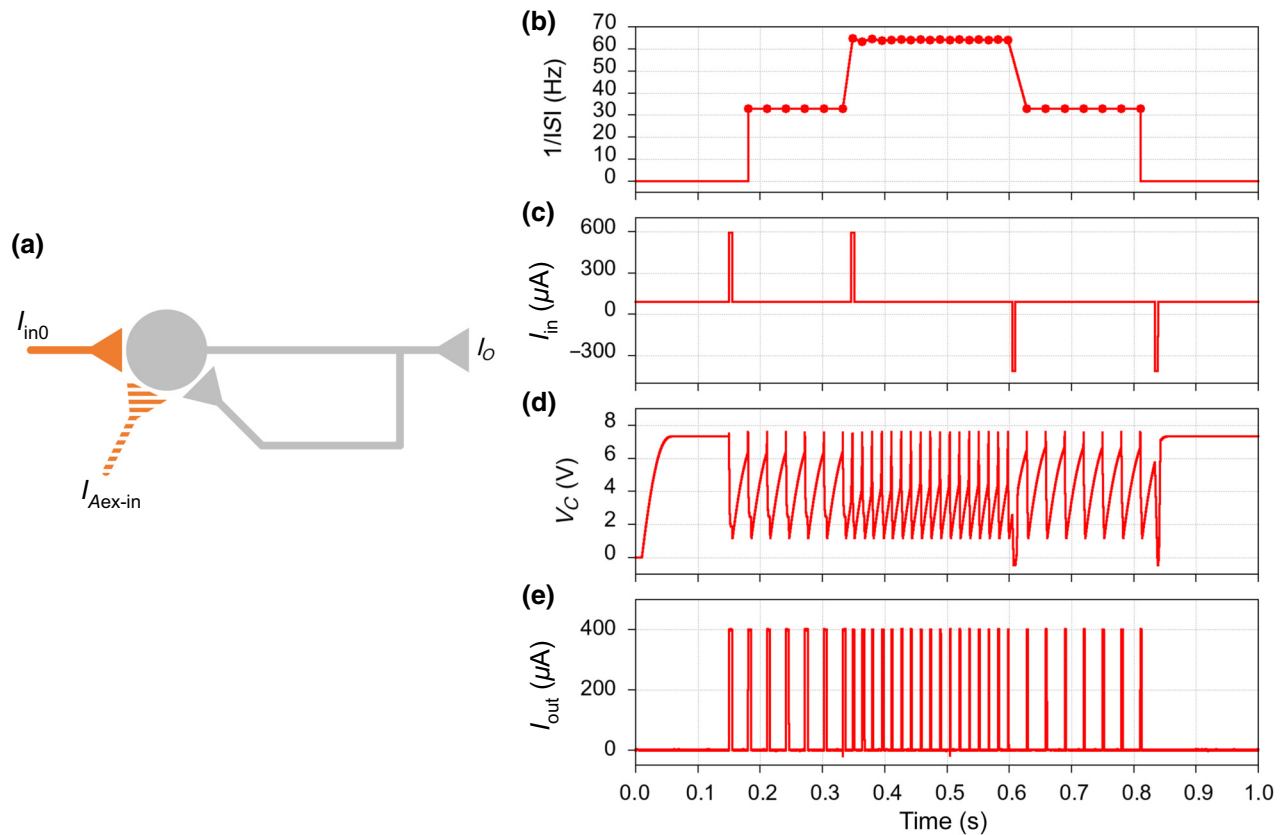 (a)
I_in0
I_Aex-in
I_O
(b)
1/ISI (Hz)
70
60
50
40
30
20
10
0
(c)
I_in (µA)
600
300
0
−300
(d)
V_C (V)
8
6
4
2
0
(e)
I_out (µA)
400
200
0
0.0 0.1 0.2 0.3 0.4 0.5 0.6 0.7 0.8 0.9 1.0
Time (s)